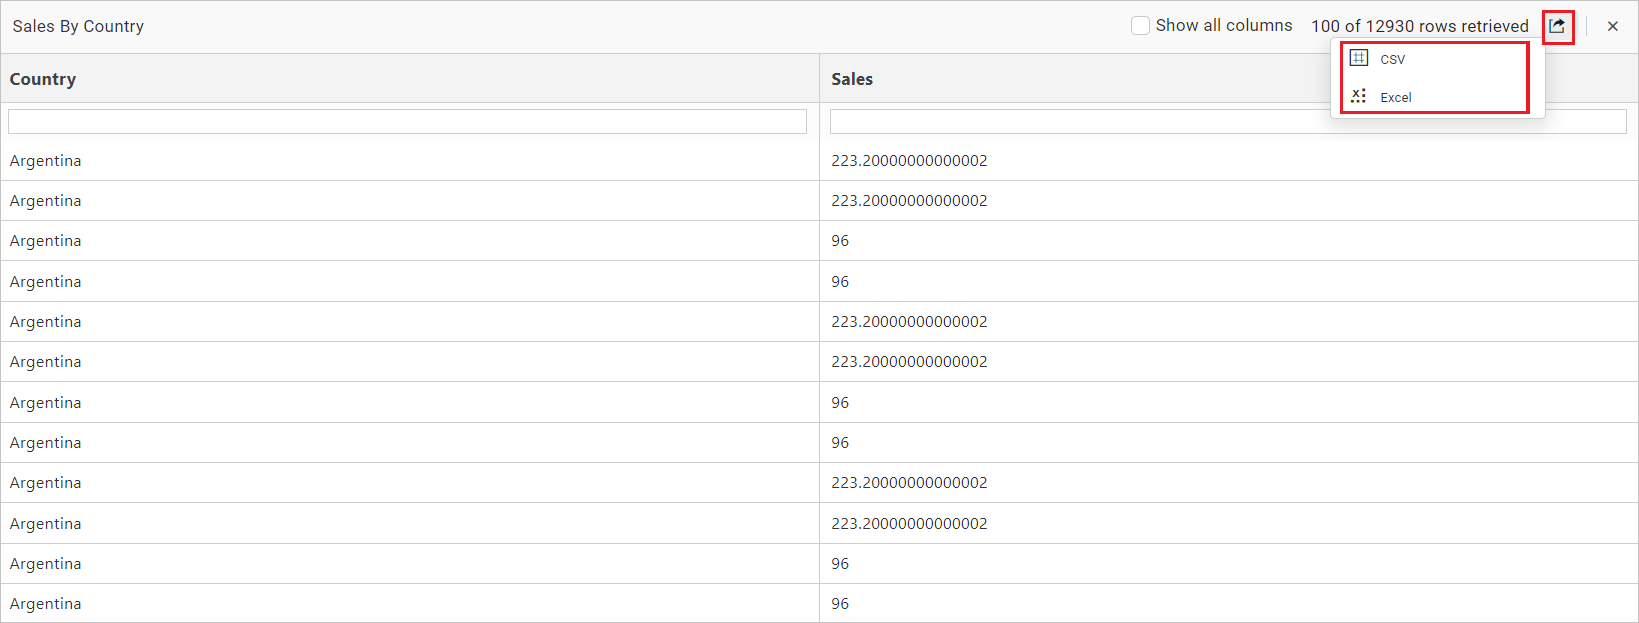 Sales By Country Show all columns 100 of 12930 rows retrieved
CSV
Excel
Country Sales
Argentina 223.20000000000002
Argentina 223.20000000000002
Argentina 96
Argentina 96
Argentina 223.20000000000002
Argentina 223.20000000000002
Argentina 96
Argentina 96
Argentina 223.20000000000002
Argentina 223.20000000000002
Argentina 96
Argentina 96